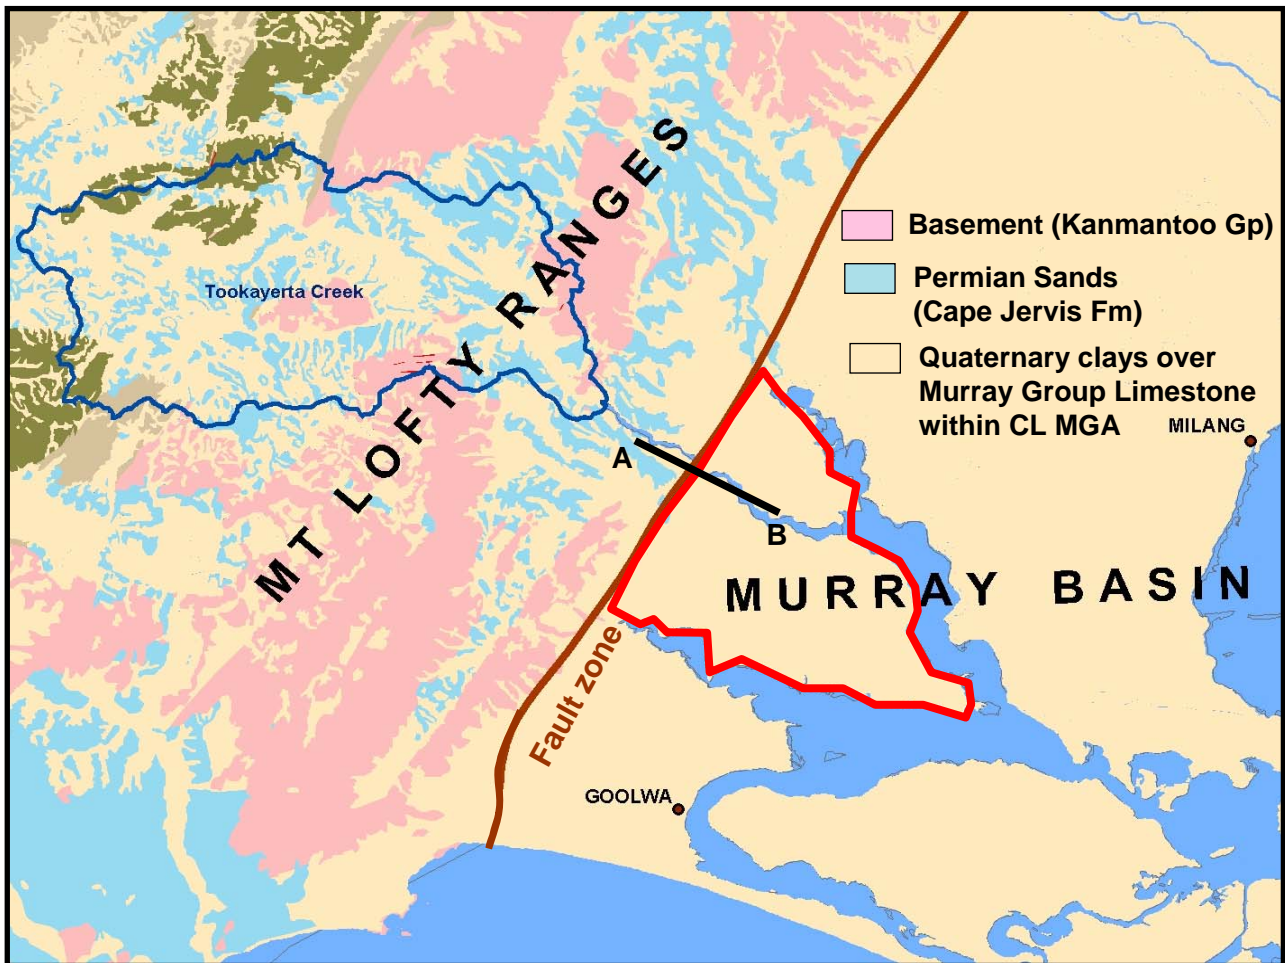 MT LOFTY RANGES
Tookayerta Creek
Basement (Kanmantoo Gp)
Permian Sands
(Cape Jervis Fm)
Quaternary clays over
Murray Group Limestone
within CL MGA
MILANG
A
B
MURRAY BASIN
Fault zone
GOOLWA